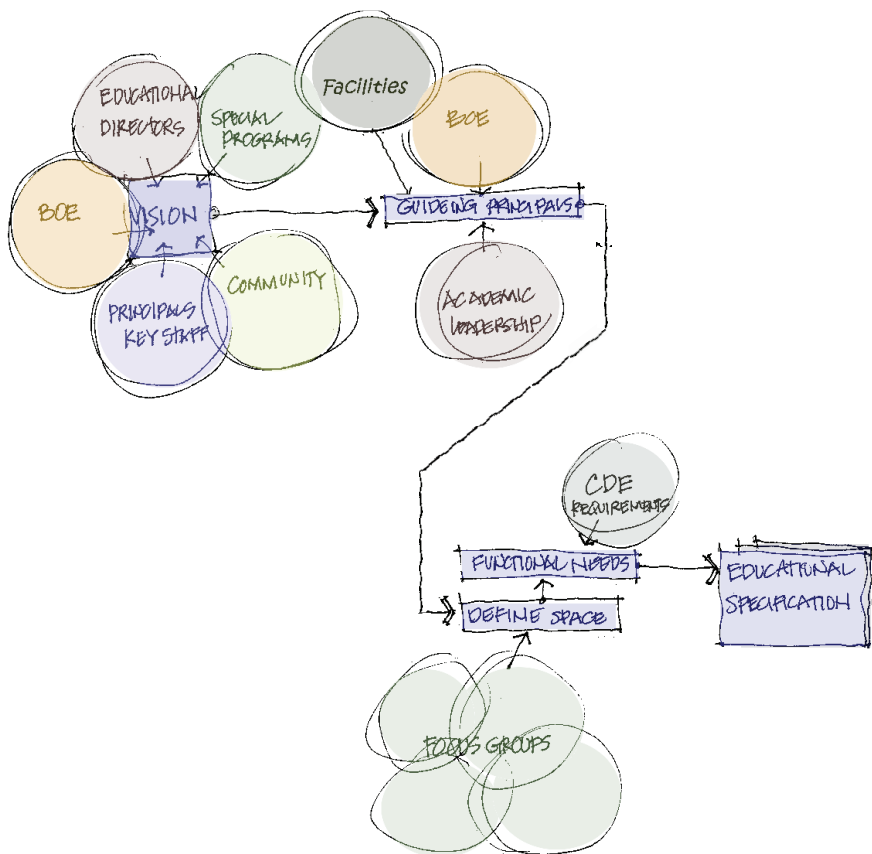 EDUCATIONAL
DIRECTORS
SPECIAL
PROGRAMS
Facilities
BOE
BOE
VISION
GUIDEING PRINCIPALS
PRINCIPALS
KEY STAFF
COMMUNITY
ACADEMIC
LEADERSHIP
CDE
REQUIREMENTS
FUNCTIONAL NEEDS
DEFINE SPACE
EDUCATIONAL
SPECIFICATION
FOCUS GROUPS